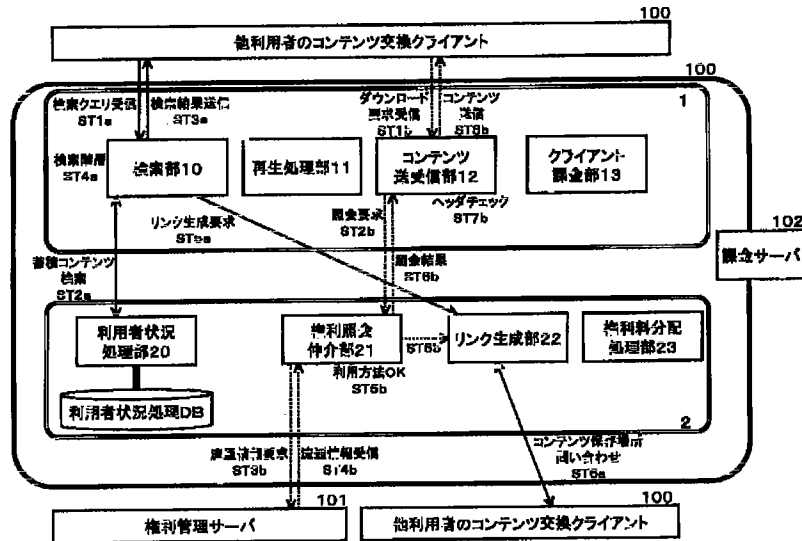 100
他利用者のコンテンツ交換クライアント
100
1
検索クエリ受信
ST1a
検索結果送信
ST3a
ダウンロード
要求受信
ST1b
コンテンツ
送信
ST8b
検索階層
ST4a
検索部10
再生処理部11
コンテンツ
送受信部12
クライアント
課金部13
リンク生成要求
ST5a
照会要求
ST2b
ヘッダチェック
ST7b
102
課金サーバ
蓄積コンテンツ
検索
ST2a
照会結果
ST6b
利用者状況
処理部20
権利照会
仲介部21
リンク生成部22
権利料分配
処理部23
利用方法OK
ST5b
利用者状況処理DB
2
ST3b
流通情報受信
ST4b
コンテンツ保存場所
問い合わせ
ST6a
101
権利管理サーバ
100
他利用者のコンテンツ交換クライアント